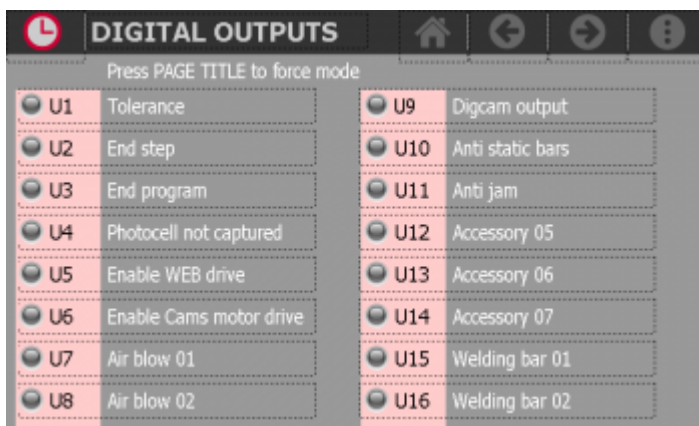 DIGITAL OUTPUTS
Press PAGE TITLE to force mode
U1 Tolerance
U2 End step
U3 End program
U4 Photocell not captured
U5 Enable WEB drive
U6 Enable Cams motor drive
U7 Air blow 01
U8 Air blow 02
U9 Digcam output
U10 Anti static bars
U11 Anti jam
U12 Accessory 05
U13 Accessory 06
U14 Accessory 07
U15 Welding bar 01
U16 Welding bar 02